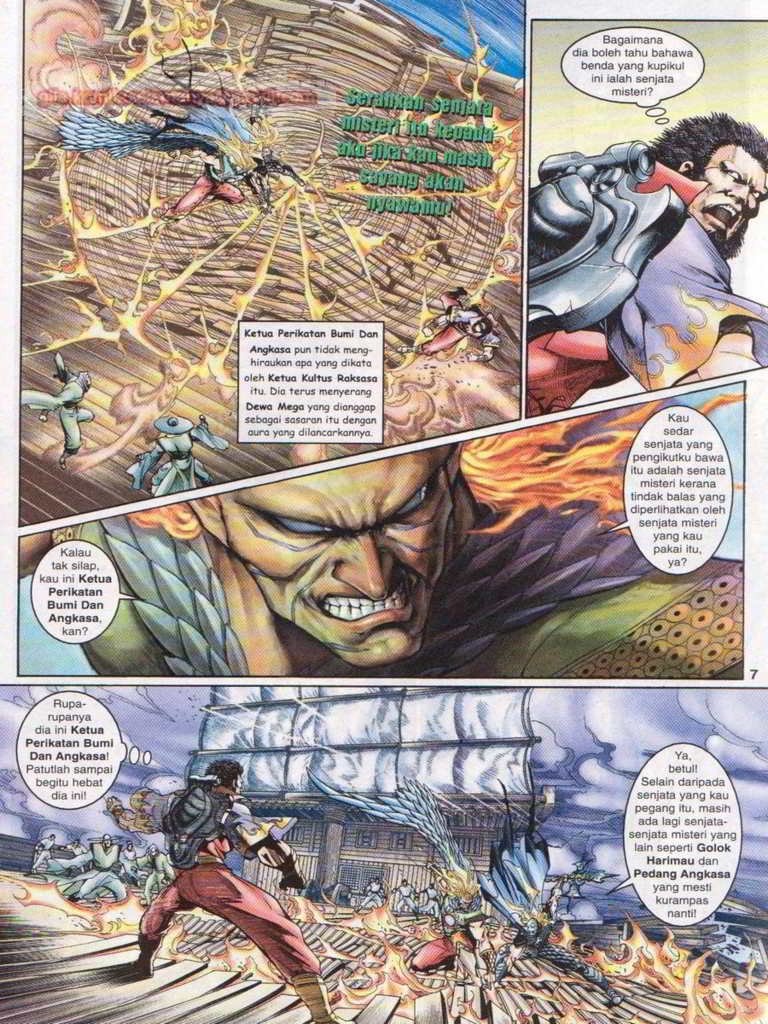 Serahkan senjata
misteri itu kepada
aku jika kau masih
sayang akan
nyawamu!
Ketua Perikatan Bumi Dan
Angkasa pun tidak meng-
hiraukan apa yang dikata
oleh Ketua Kultus Raksasa
itu. Dia terus menyerang
Dewa Mega yang dianggap
sebagai sasaran itu dengan
aura yang dilancarkannya.
Bagaimana
dia boleh tahu bahawa
benda yang kupikul
ini ialah senjata
misteri?
Kalau
tak silap,
kau ini Ketua
Perikatan
Bumi Dan
Angkasa,
kan?
Kau
sedar
senjata yang
pengikutku bawa
itu adalah senjata
misteri kerana
tindak balas yang
diperlihatkan oleh
senjata misteri
yang kau
pakai itu,
ya?
7
Rupa-
rupanya
dia ini Ketua
Perikatan Bumi
Dan Angkasa!
Patutlah sampai
begitu hebat
dia ini!
Ya,
betul!
Selain daripada
senjata yang kau
pegang itu, masih
ada lagi senjata-
senjata misteri yang
lain seperti Golok
Harimau dan
Pedang Angkasa
yang mesti
kurampas
nanti!